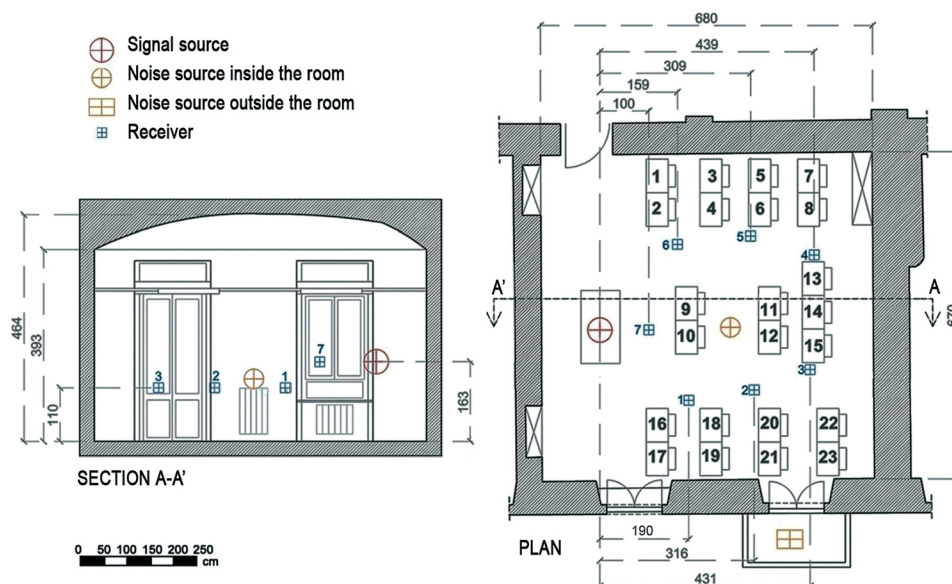 Signal source
Noise source inside the room
Noise source outside the room
Receiver
464
393
110
3
2
1
7
163
SECTION A-A'
0 50 100 150 200 250
cm
680
439
309
159
100
1 3 5 7
2 4 6 8
6 5 4
A' A
13
9 11 14
10 12 15
7
670
3
1 2
16 18 20 22
17 19 21 23
190
PLAN
316
431